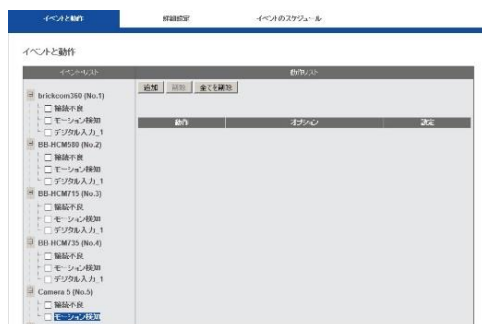 イベントと動作 詳細設定 イベントのスケジュール
イベントと動作
イベントリスト 動作リスト
追加 削除 全てを削除
動作 オプション 設定
brickcom360 (No.1)
接続不良
モーション検知
デジタル入力_1
BB-HCM580 (No.2)
接続不良
モーション検知
デジタル入力_1
BB-HCM715 (No.3)
接続不良
モーション検知
デジタル入力_1
BB-HCM735 (No.4)
接続不良
モーション検知
デジタル入力_1
Camera 5 (No.5)
接続不良
モーション検知